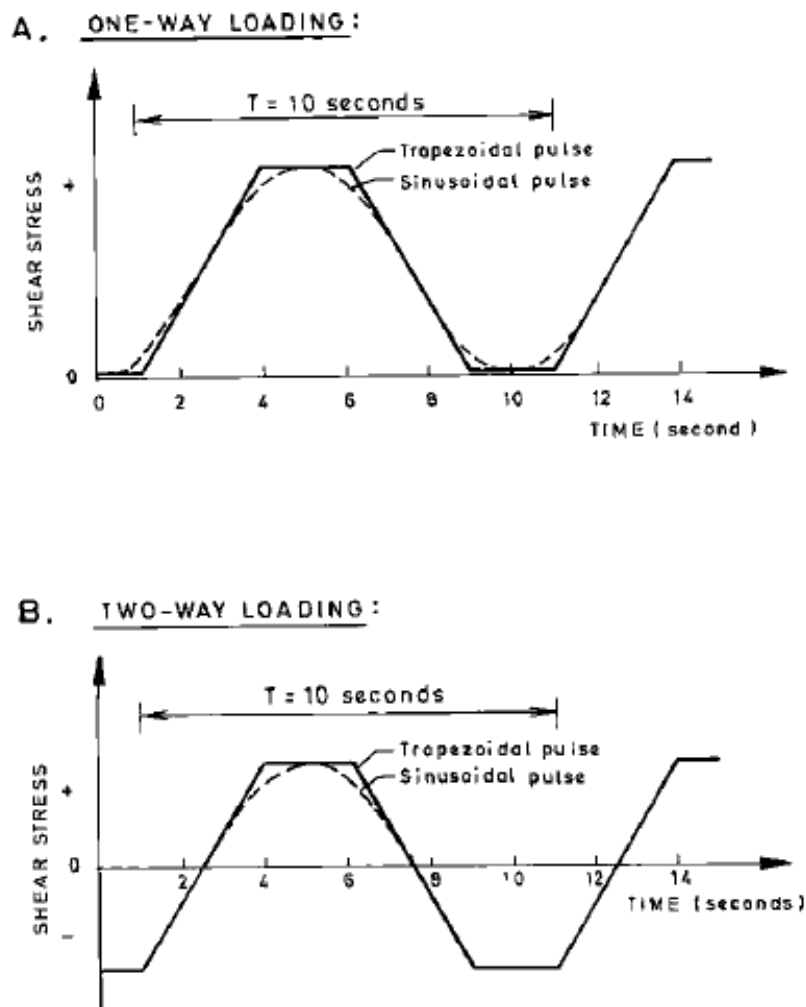 A. ONE-WAY LOADING:
T = 10 seconds
Trapezoidal pulse
Sinusoidal pulse
+
SHEAR STRESS
0
0 2 4 6 8 10 12 14
TIME (second)
B. TWO-WAY LOADING:
T = 10 seconds
Trapezoidal pulse
Sinusoidal pulse
+
SHEAR STRESS
0
2 4 6 8 10 12 14
TIME (seconds)
-